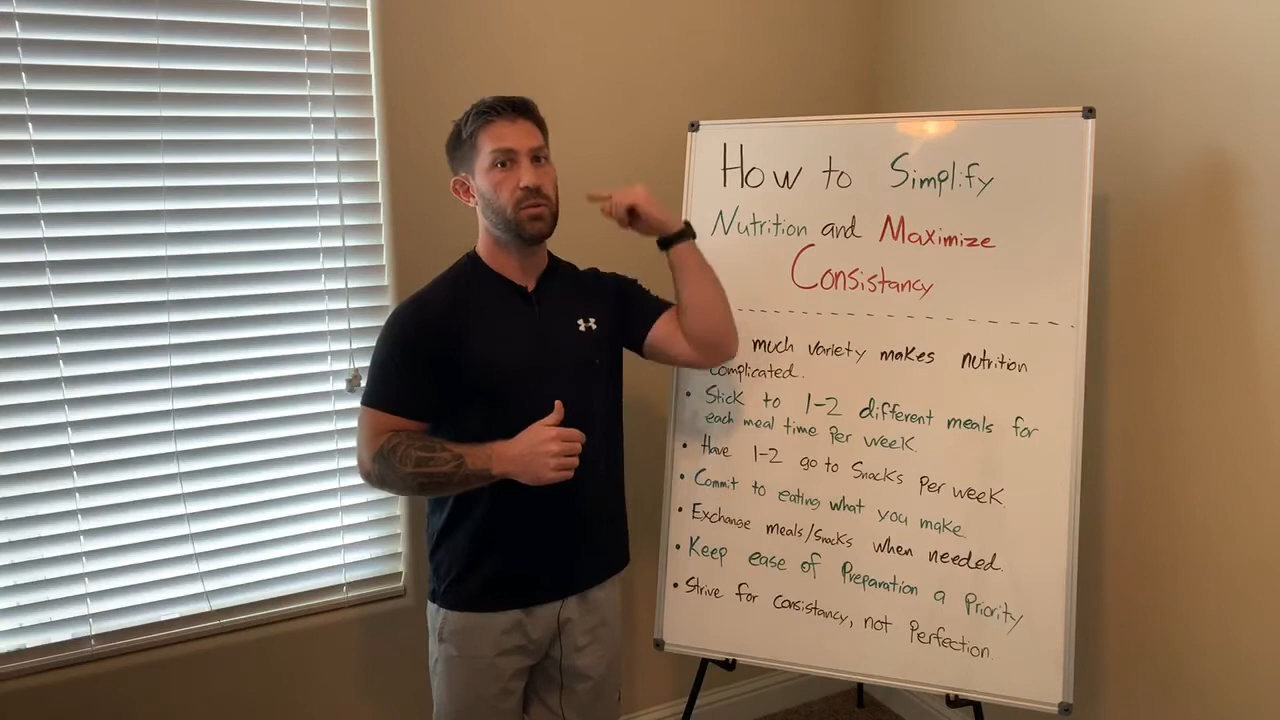 How to Simplify
Nutrition and Maximize
Consistancy
much variety makes nutrition
complicated.
• Stick to 1-2 different meals for
each meal time per week.
• Have 1-2 go to Snacks per week.
• Commit to eating what you make
• Exchange meals/snacks when needed.
• Keep ease of Preparation a Priority
• Strive for Consistancy, not Perfection.